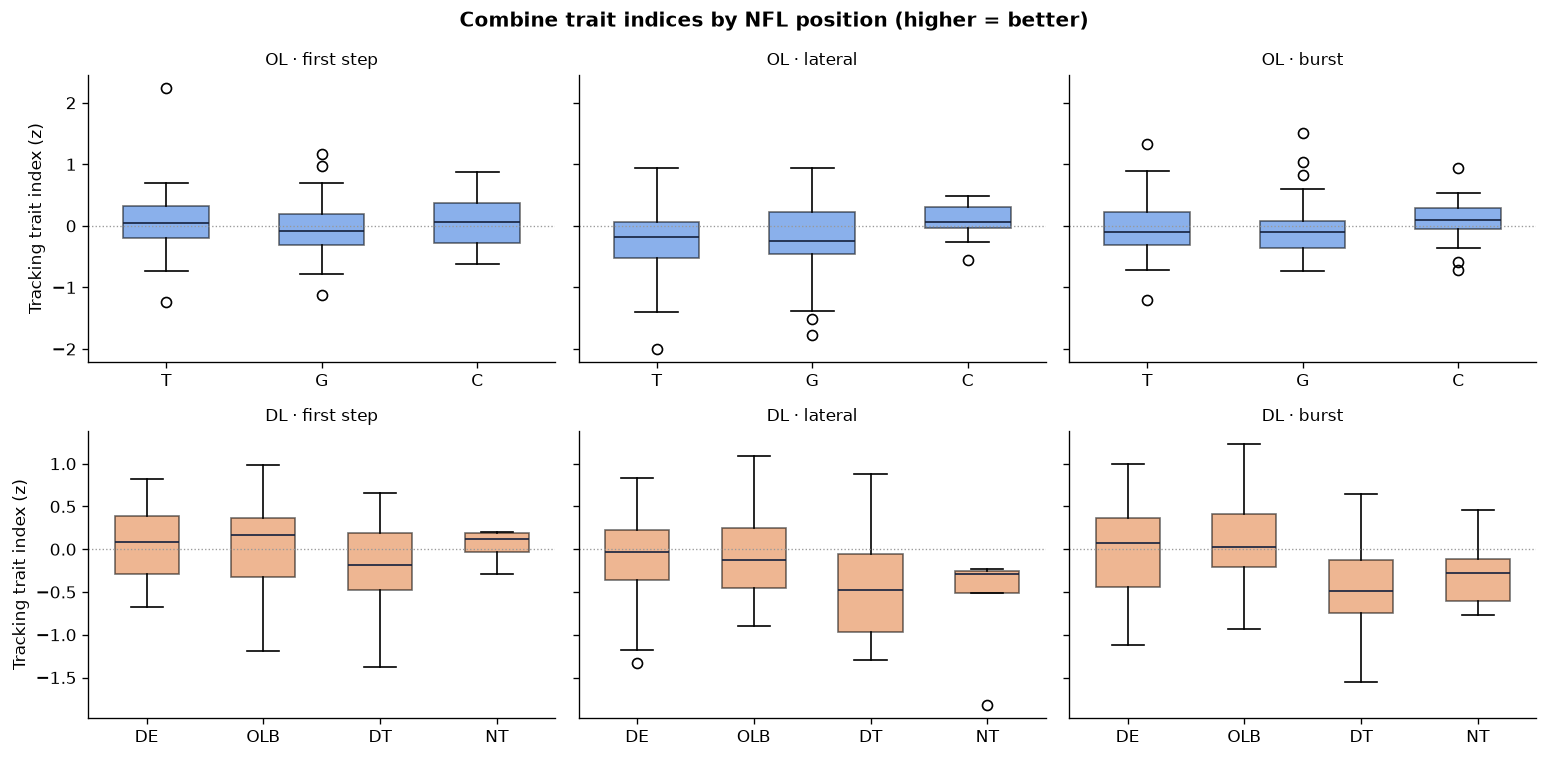 Combine trait indices by NFL position (higher = better)
OL · first step
OL · lateral
OL · burst
Tracking trait index (z)
2
1
0
−1
−2
T
G
C
T
G
C
T
G
C
DL · first step
DL · lateral
DL · burst
Tracking trait index (z)
1.0
0.5
0.0
−0.5
−1.0
−1.5
DE
OLB
DT
NT
DE
OLB
DT
NT
DE
OLB
DT
NT